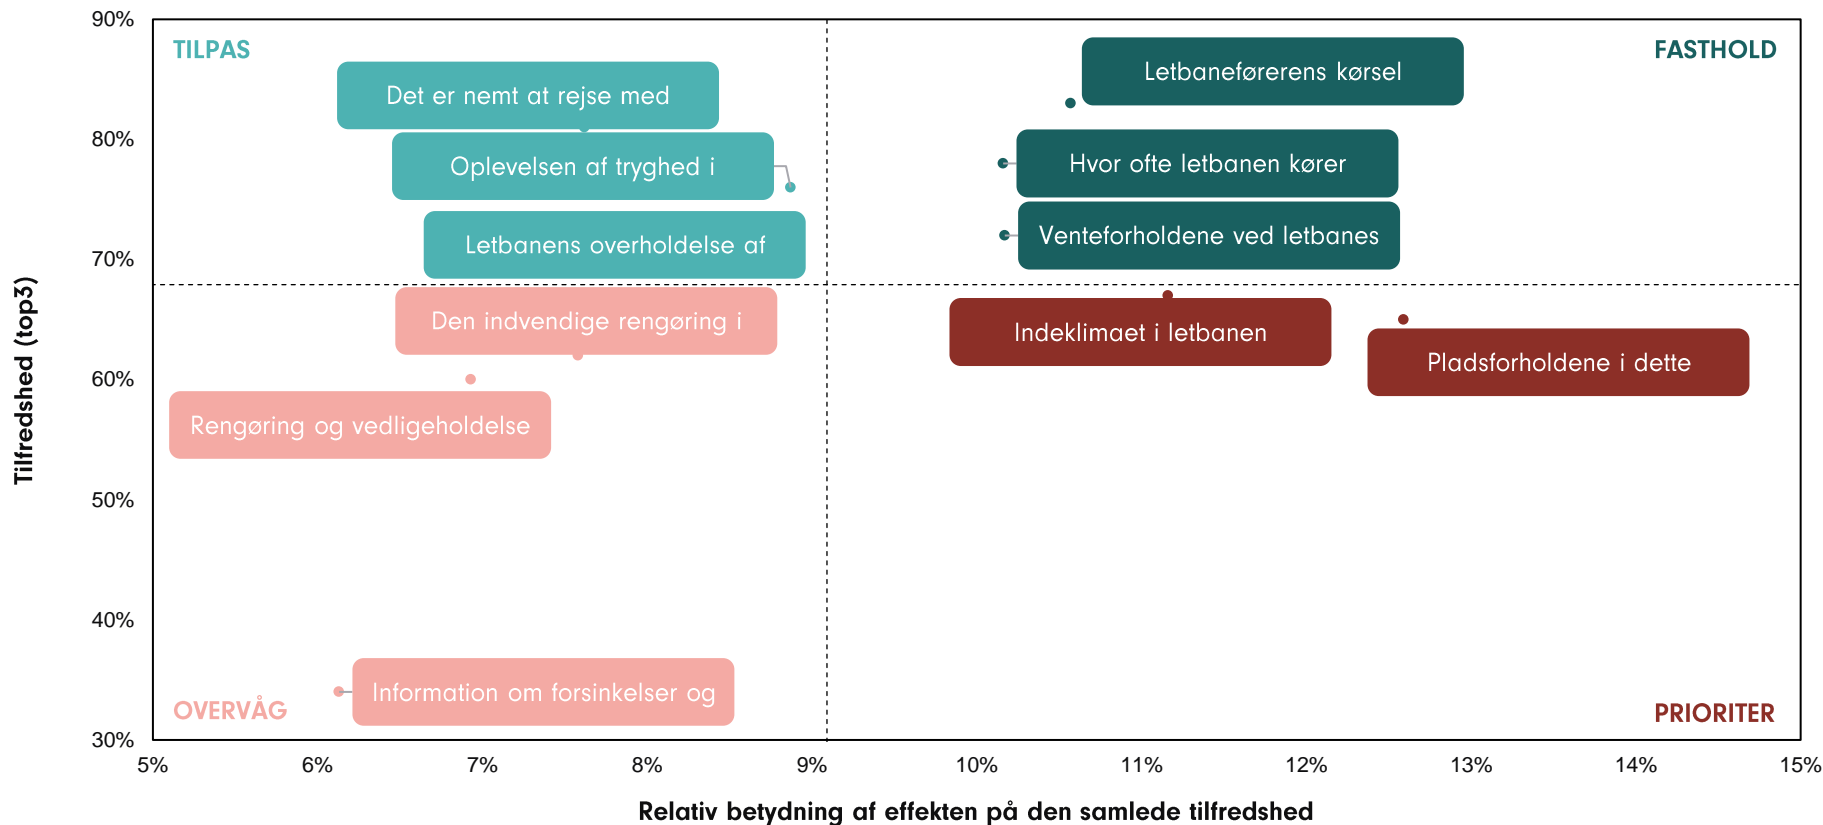 90%
TILPAS
FASTHOLD
Letbaneførerens kørsel
Det er nemt at rejse med
80%
Oplevelsen af tryghed i
Hvor ofte letbanen kører
Letbanens overholdelse af
Venteforholdene ved letbanes
70%
Tilfredshed (top3)
Den indvendige rengøring i
Indeklimaet i letbanen
Pladsforholdene i dette
60%
Rengøring og vedligeholdelse
50%
40%
Information om forsinkelser og
OVERVÅG
PRIORITER
30%
5% 6% 7% 8% 9% 10% 11% 12% 13% 14% 15%
Relativ betydning af effekten på den samlede tilfredshed